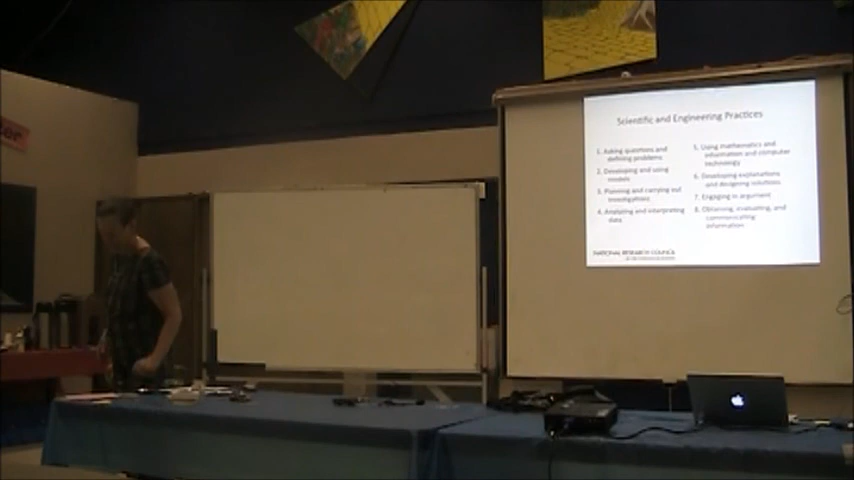 Scientific and Engineering Practices
1. Asking questions and
defining problems
2. Developing and using
models
3. Planning and carrying out
investigations
4. Analyzing and interpreting
data
5. Using mathematics and
information and computer
technology
6. Developing explanations
and designing solutions
7. Engaging in argument
8. Obtaining, evaluating, and
communicating
information
NATIONAL RESEARCH COUNCIL